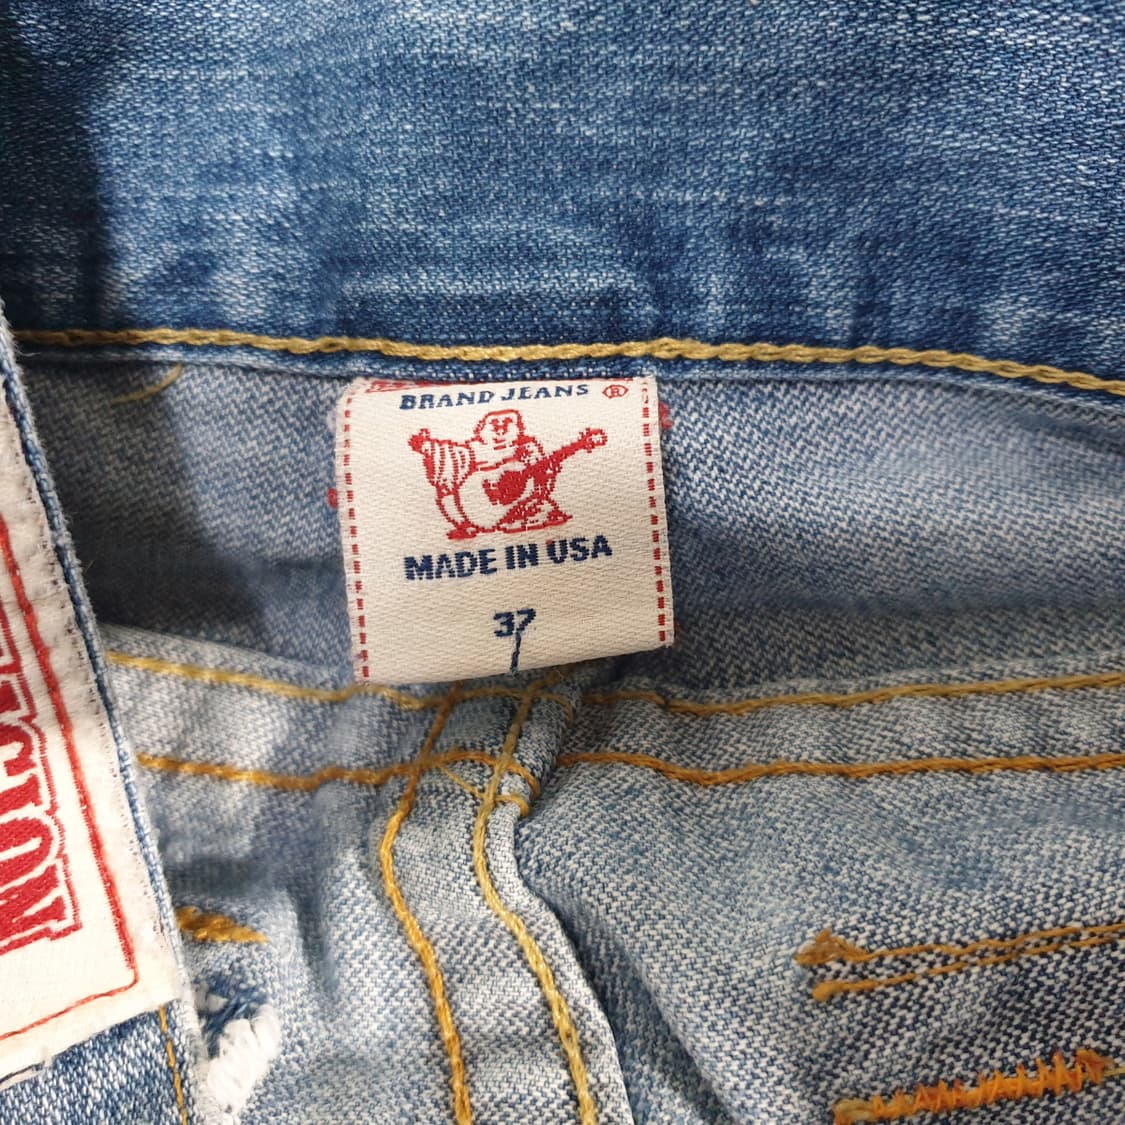 BRAND JEANS ®
MADE IN USA
37